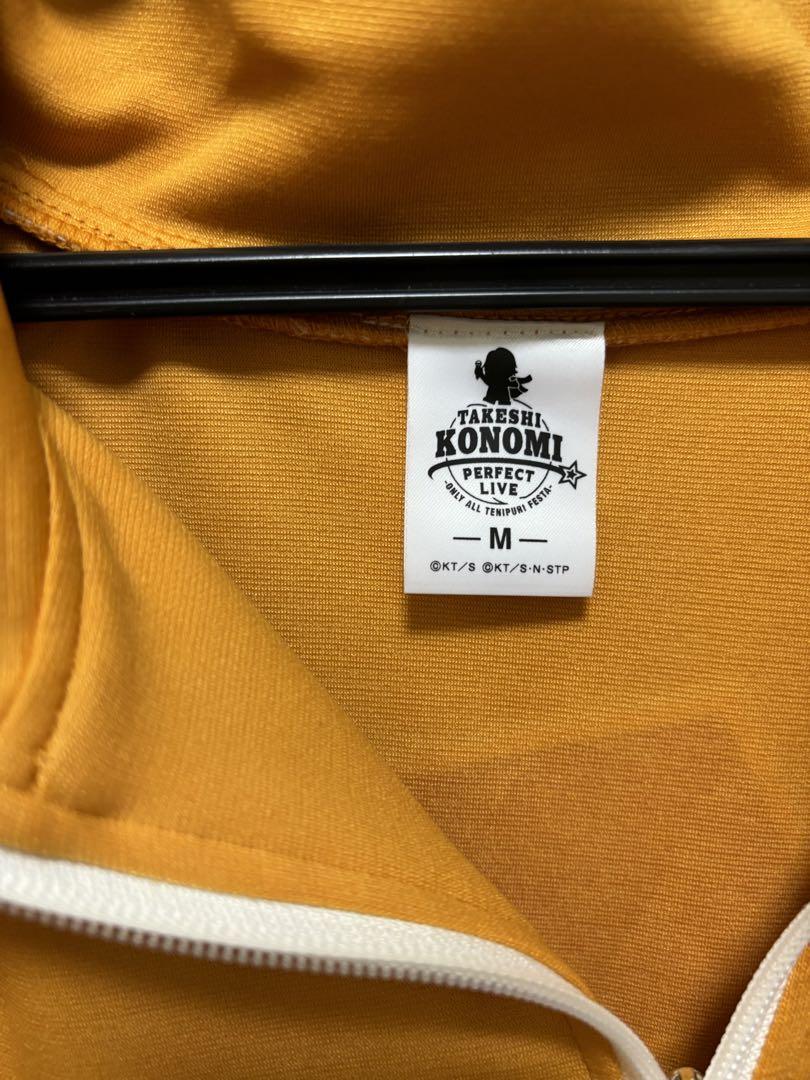 TAKESHI
KONOMI
PERFECT
LIVE
-ONLY ALL TENIPURI FESTA-
— M —
©KT/S ©KT/S·N·STP